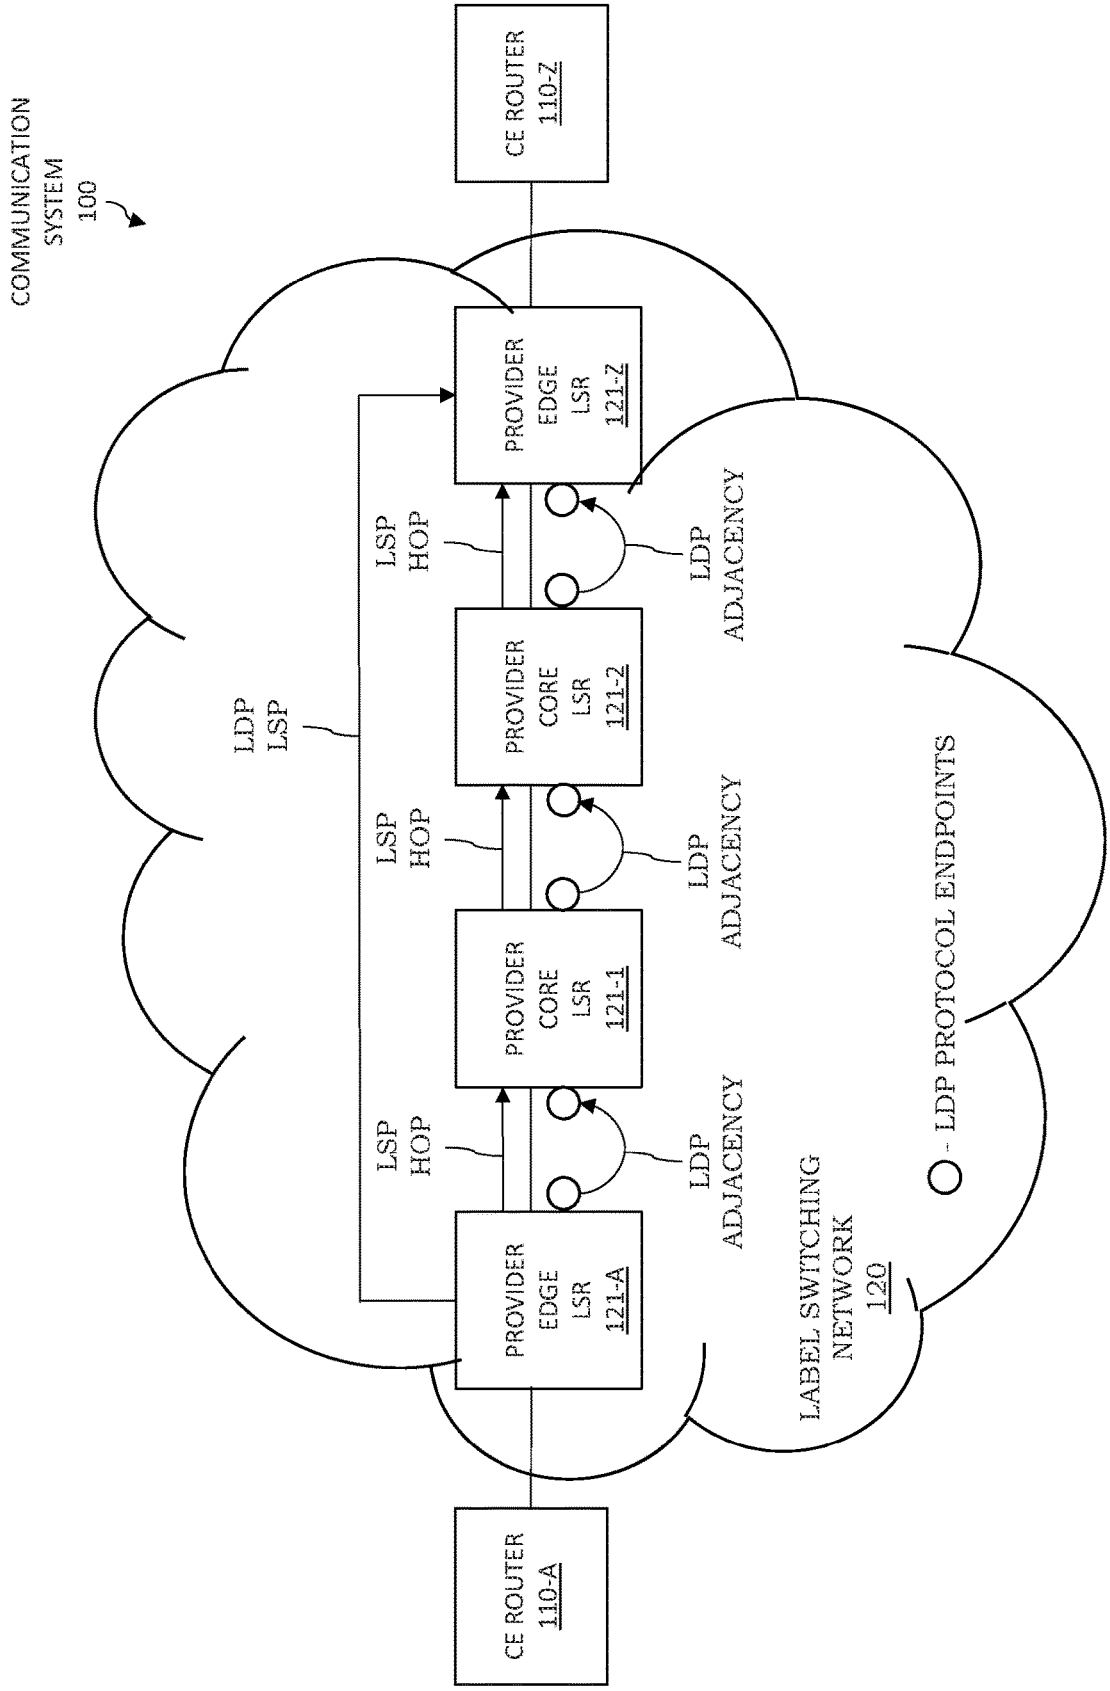 COMMUNICATION
SYSTEM
100
LDP
LSP
LSP
HOP
LSP
HOP
LSP
HOP
CE ROUTER
110-A
PROVIDER
EDGE
LSR
121-A
PROVIDER
CORE
LSR
121-1
PROVIDER
CORE
LSR
121-2
PROVIDER
EDGE
LSR
121-Z
CE ROUTER
110-Z
LDP
ADJACENCY
LDP
ADJACENCY
LDP
ADJACENCY
LABEL SWITCHING
NETWORK
120
- LDP PROTOCOL ENDPOINTS